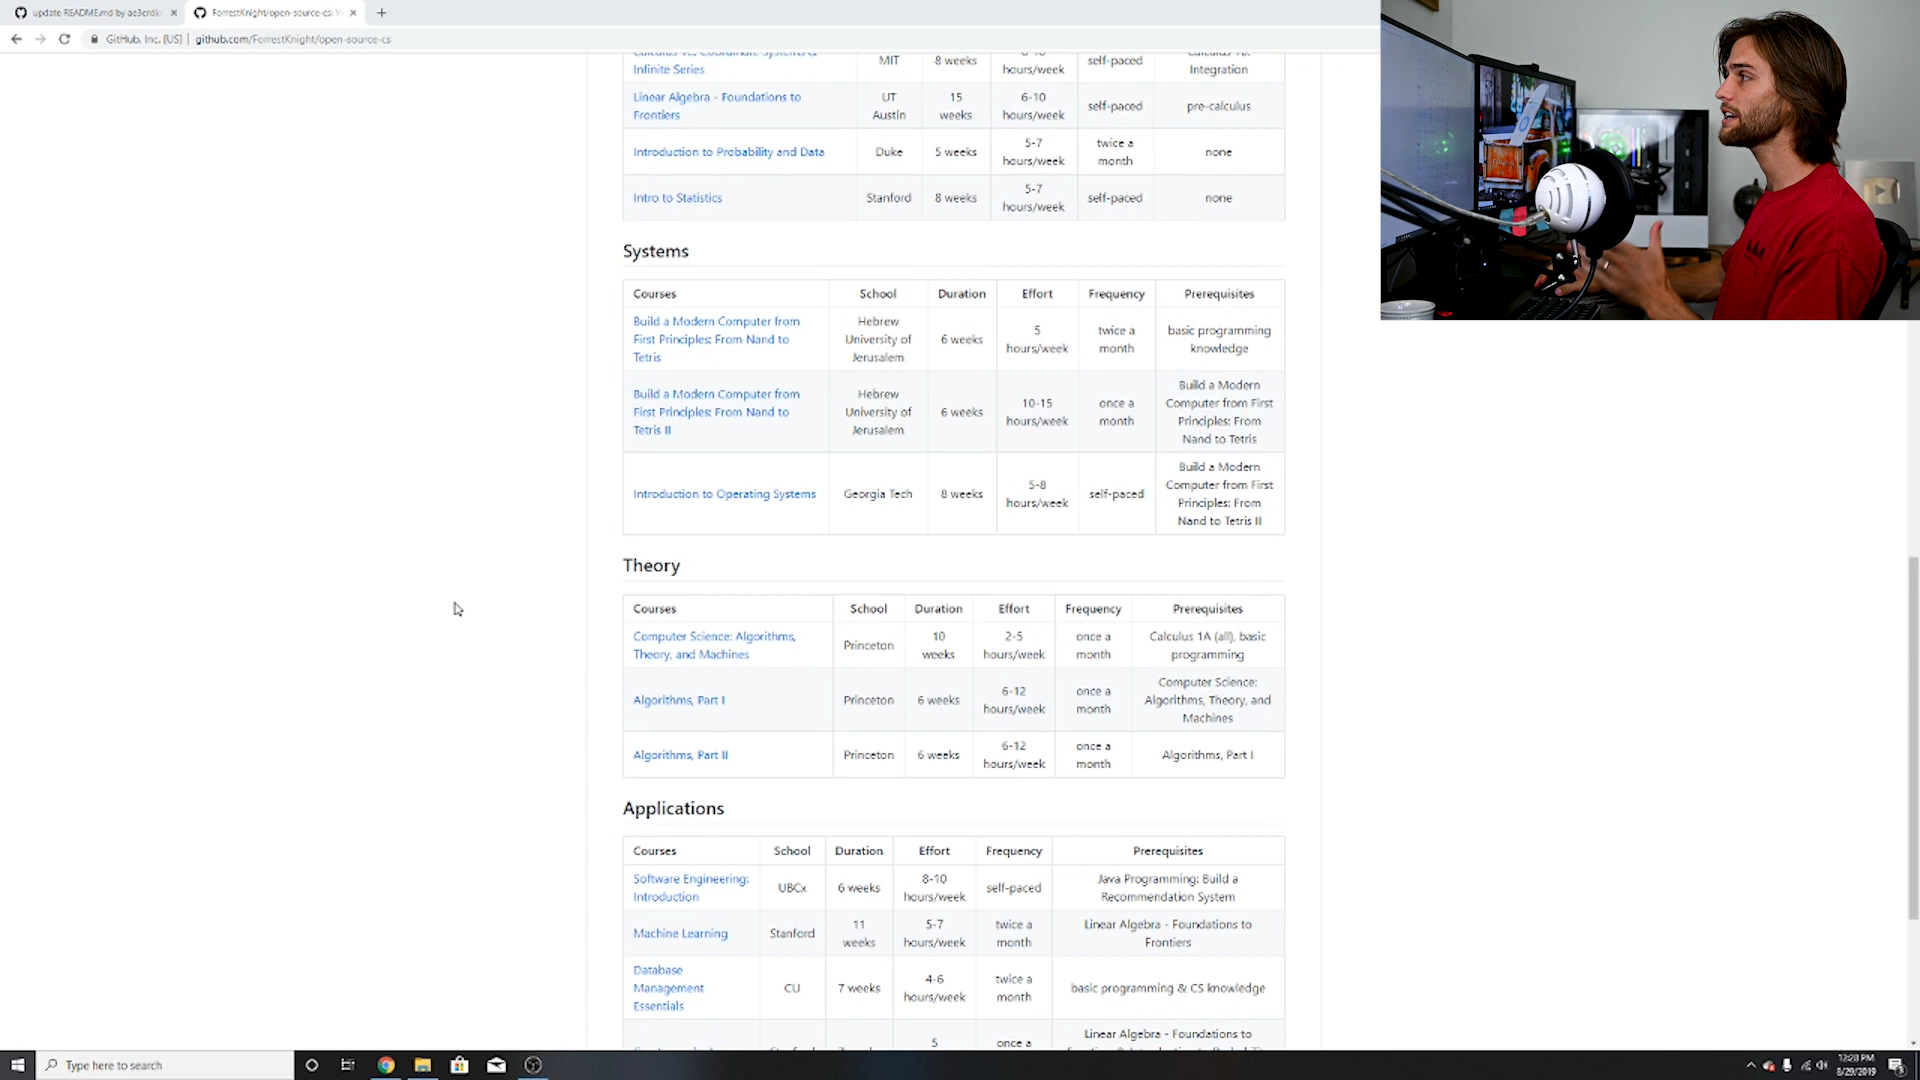 update README.md by ae3erdi
ForrestKnight/open-source-cs:
GitHub, Inc. [US] | github.com/ForrestKnight/open-source-cs
Infinite Series
MIT
8 weeks
hours/week
self-paced
Integration
Linear Algebra - Foundations to
Frontiers
UT
Austin
15
weeks
6-10
hours/week
self-paced
pre-calculus
Introduction to Probability and Data
Duke
5 weeks
5-7
hours/week
twice a
month
none
Intro to Statistics
Stanford
8 weeks
5-7
hours/week
self-paced
none
Systems
Courses School Duration Effort Frequency Prerequisites
Build a Modern Computer from
First Principles: From Nand to
Tetris
Hebrew
University of
Jerusalem
6 weeks
5
hours/week
twice a
month
basic programming
knowledge
Build a Modern Computer from
First Principles: From Nand to
Tetris II
Hebrew
University of
Jerusalem
6 weeks
10-15
hours/week
once a
month
Build a Modern
Computer from First
Principles: From
Nand to Tetris
Introduction to Operating Systems
Georgia Tech
8 weeks
5-8
hours/week
self-paced
Build a Modern
Computer from First
Principles: From
Nand to Tetris II
Theory
Courses School Duration Effort Frequency Prerequisites
Computer Science: Algorithms,
Theory, and Machines
Princeton
10
weeks
2-5
hours/week
once a
month
Calculus 1A (all), basic
programming
Algorithms, Part I
Princeton
6 weeks
6-12
hours/week
once a
month
Computer Science:
Algorithms, Theory, and
Machines
Algorithms, Part II
Princeton
6 weeks
6-12
hours/week
once a
month
Algorithms, Part I
Applications
Courses School Duration Effort Frequency Prerequisites
Software Engineering:
Introduction
UBCx
6 weeks
8-10
hours/week
self-paced
Java Programming: Build a
Recommendation System
Machine Learning
Stanford
11
weeks
5-7
hours/week
twice a
month
Linear Algebra - Foundations to
Frontiers
Database
Management
Essentials
CU
7 weeks
4-6
hours/week
twice a
month
basic programming & CS knowledge
5
once a
Linear Algebra - Foundations to
Type here to search
12:28 PM
8/29/2019